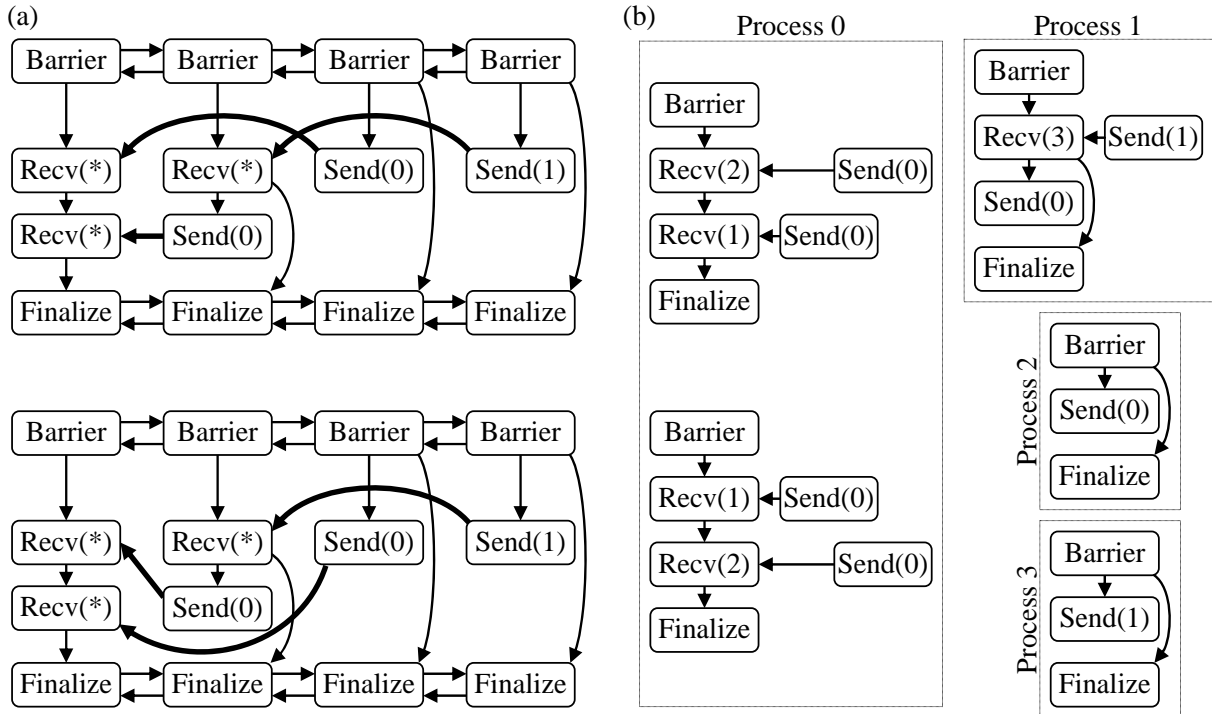 (a)
Barrier Barrier Barrier Barrier
Recv(*) Recv(*) Send(0) Send(1)
Recv(*) Send(0)
Finalize Finalize Finalize Finalize
Barrier Barrier Barrier Barrier
Recv(*) Recv(*) Send(0) Send(1)
Recv(*) Send(0)
Finalize Finalize Finalize Finalize
(b)
Process 0
Barrier
Recv(2) Send(0)
Recv(1) Send(0)
Finalize
Barrier
Recv(1) Send(0)
Recv(2) Send(0)
Finalize
Process 1
Barrier
Recv(3) Send(1)
Send(0)
Finalize
Process 2
Barrier
Send(0)
Finalize
Process 3
Barrier
Send(1)
Finalize